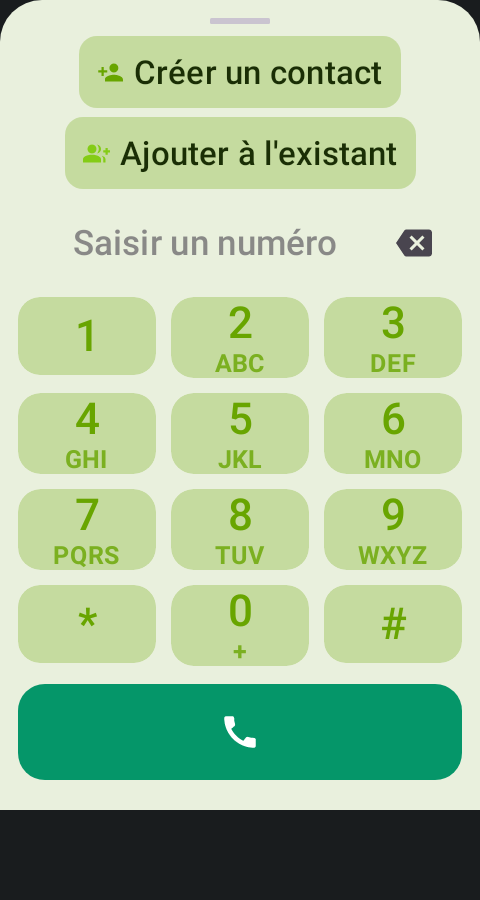 Créer un contact
Ajouter à l'existant
Saisir un numéro
1 2 3
ABC DEF
4 5 6
GHI JKL MNO
7 8 9
PQRS TUV WXYZ
* 0 #
+